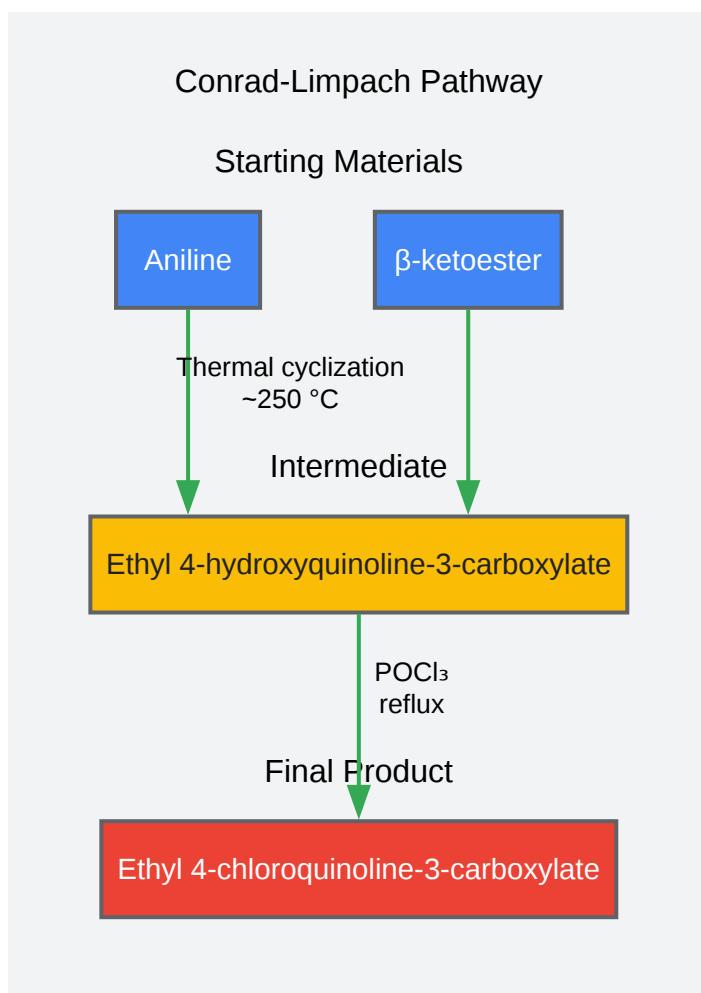 Conrad-Limpach Pathway
Starting Materials
Aniline
β-ketoester
Thermal cyclization
~250 °C
Intermediate
Ethyl 4-hydroxyquinoline-3-carboxylate
POCl₃
reflux
Final Product
Ethyl 4-chloroquinoline-3-carboxylate